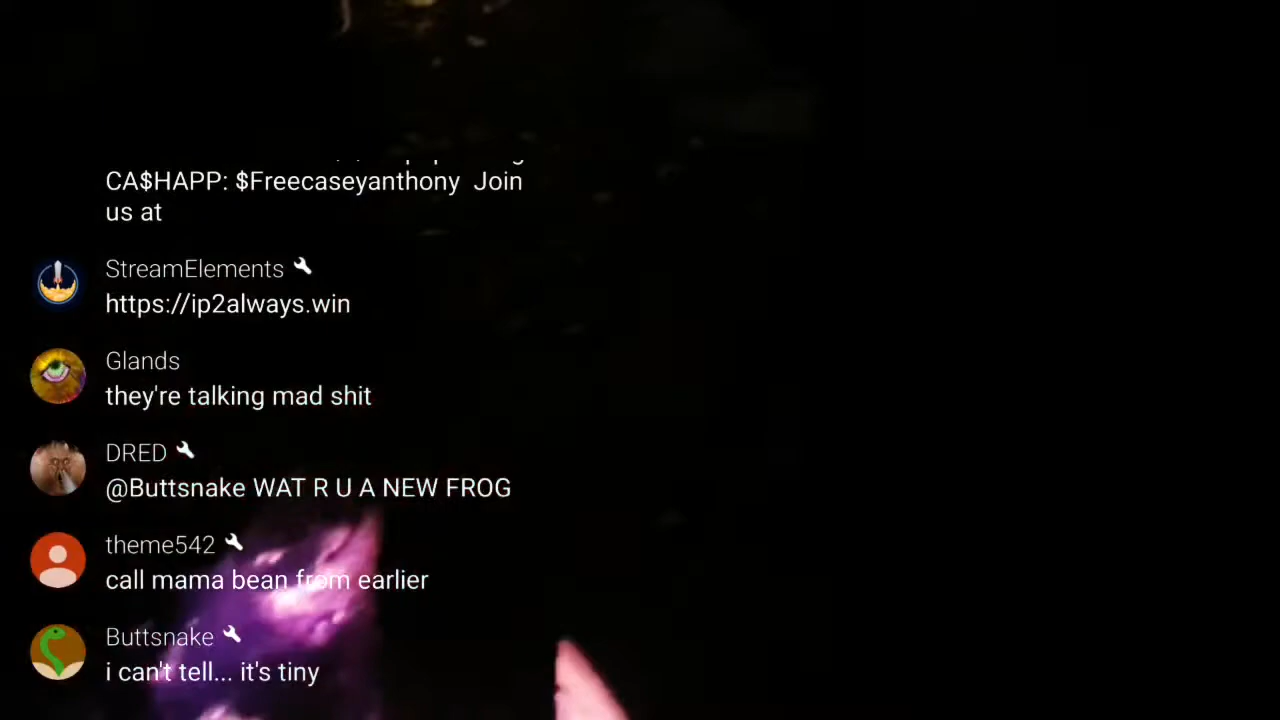 CA$HAPP: $Freecaseyanthony Join
us at
StreamElements
https://ip2always.win
Glands
they're talking mad shit
DRED
@Buttsnake WAT R U A NEW FROG
theme542
call mama bean from earlier
Buttsnake
i can't tell... it's tiny